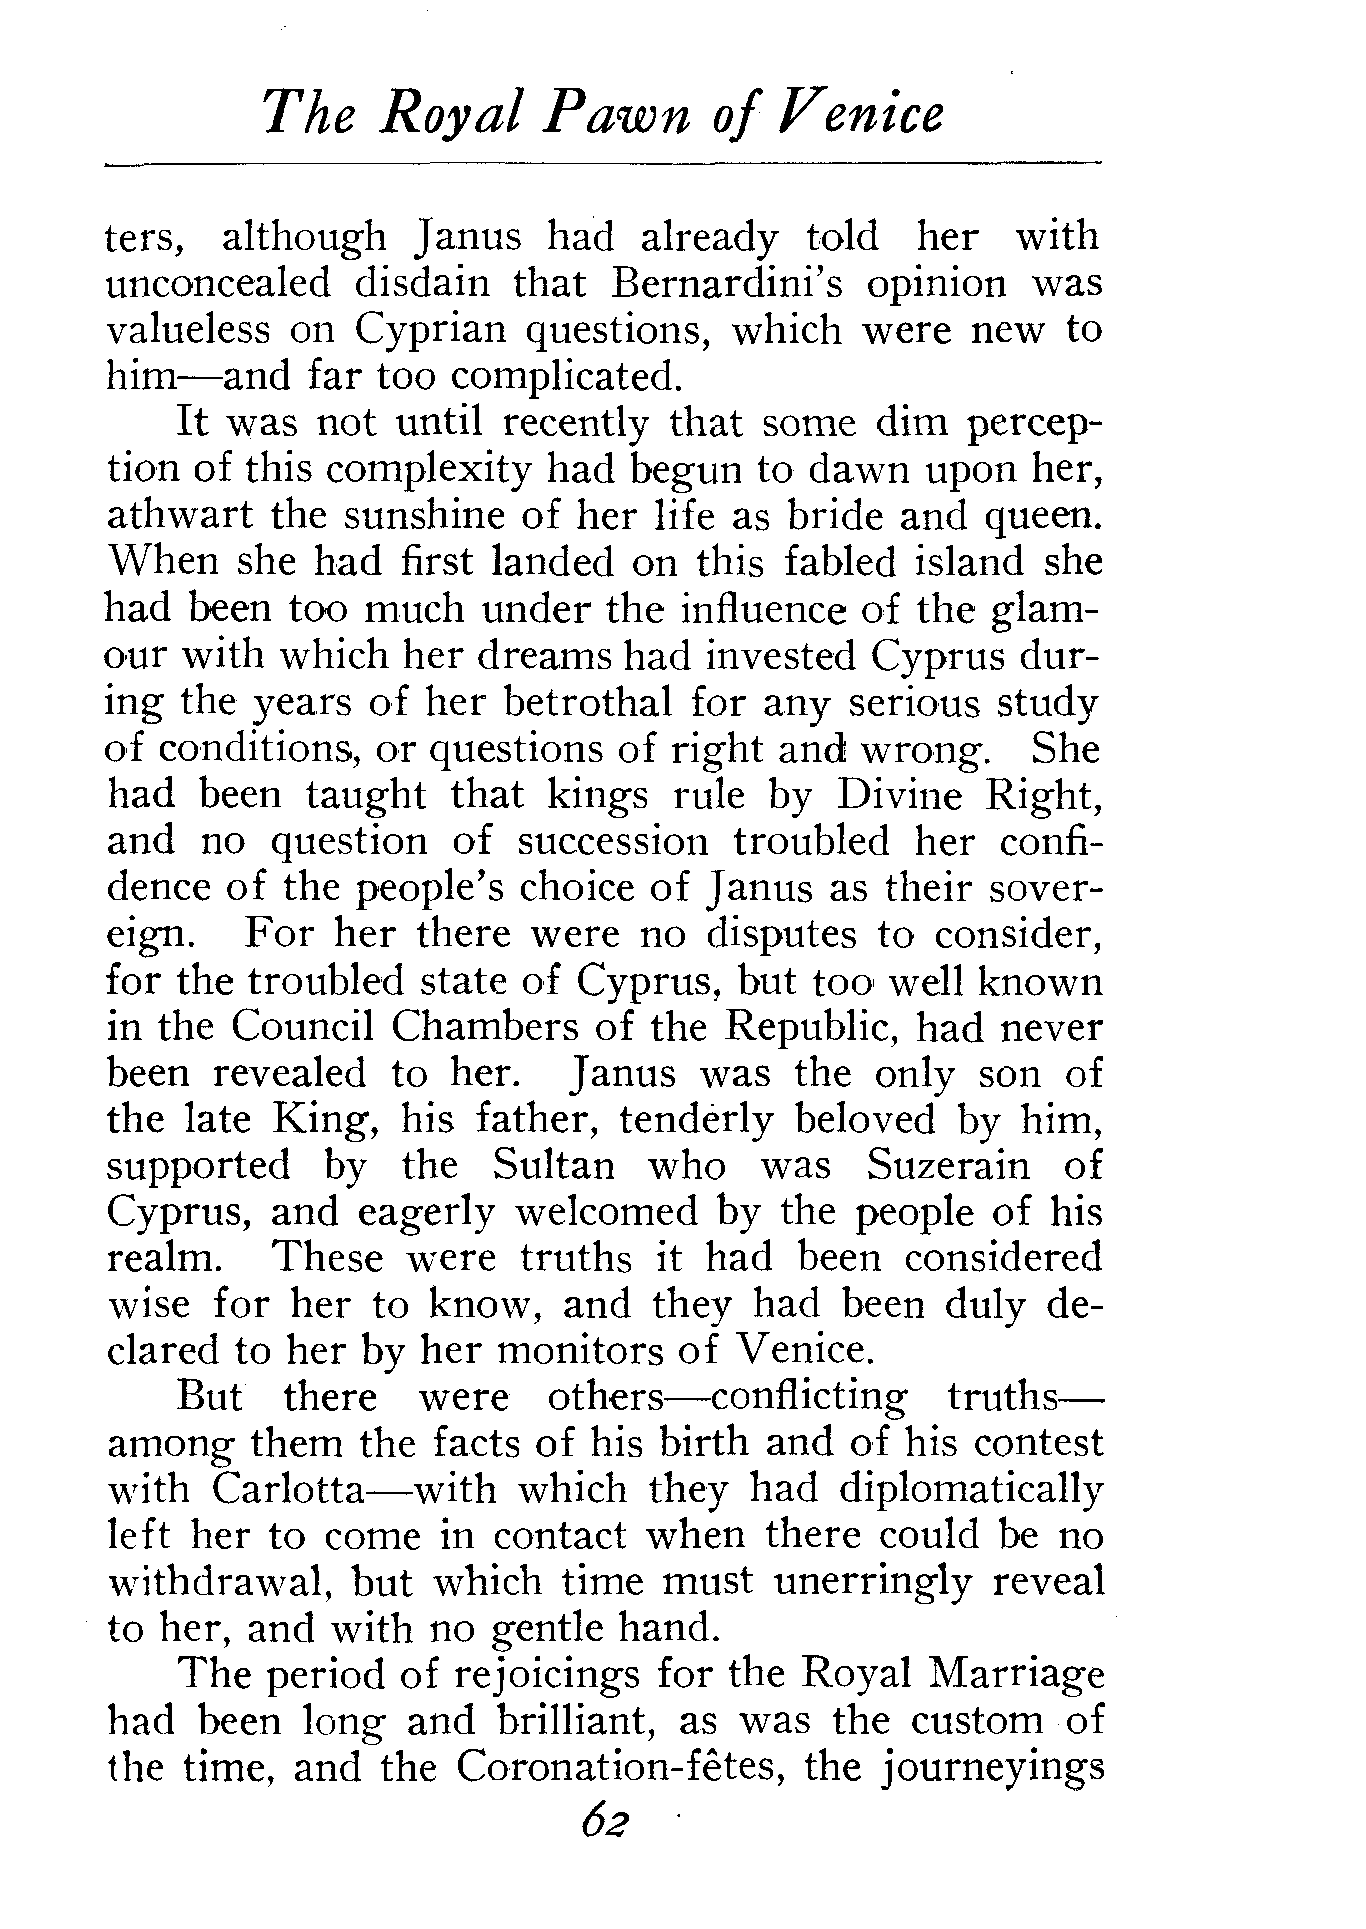 The Royal Pawn of Venice
ters, although Janus had already told her with
unconcealed disdain that Bernardini's opinion was
valueless on Cyprian questions, which were new to
him—and far too complicated.
It was not until recently that some dim percep-
tion of this complexity had begun to dawn upon her,
athwart the sunshine of her life as bride and queen.
When she had first landed on this fabled island she
had been too much under the influence of the glam-
our with which her dreams had invested Cyprus dur-
ing the years of her betrothal for any serious study
of conditions, or questions of right and wrong. She
had been taught that kings rule by Divine Right,
and no question of succession troubled her confi-
dence of the people's choice of Janus as their sover-
eign. For her there were no disputes to consider,
for the troubled state of Cyprus, but too well known
in the Council Chambers of the Republic, had never
been revealed to her. Janus was the only son of
the late King, his father, tenderly beloved by him,
supported by the Sultan who was Suzerain of
Cyprus, and eagerly welcomed by the people of his
realm. These were truths it had been considered
wise for her to know, and they had been duly de-
clared to her by her monitors of Venice.
But there were others—conflicting truths—
among them the facts of his birth and of his contest
with Carlotta—with which they had diplomatically
left her to come in contact when there could be no
withdrawal, but which time must unerringly reveal
to her, and with no gentle hand.
The period of rejoicings for the Royal Marriage
had been long and brilliant, as was the custom of
the time, and the Coronation-fêtes, the journeyings
62